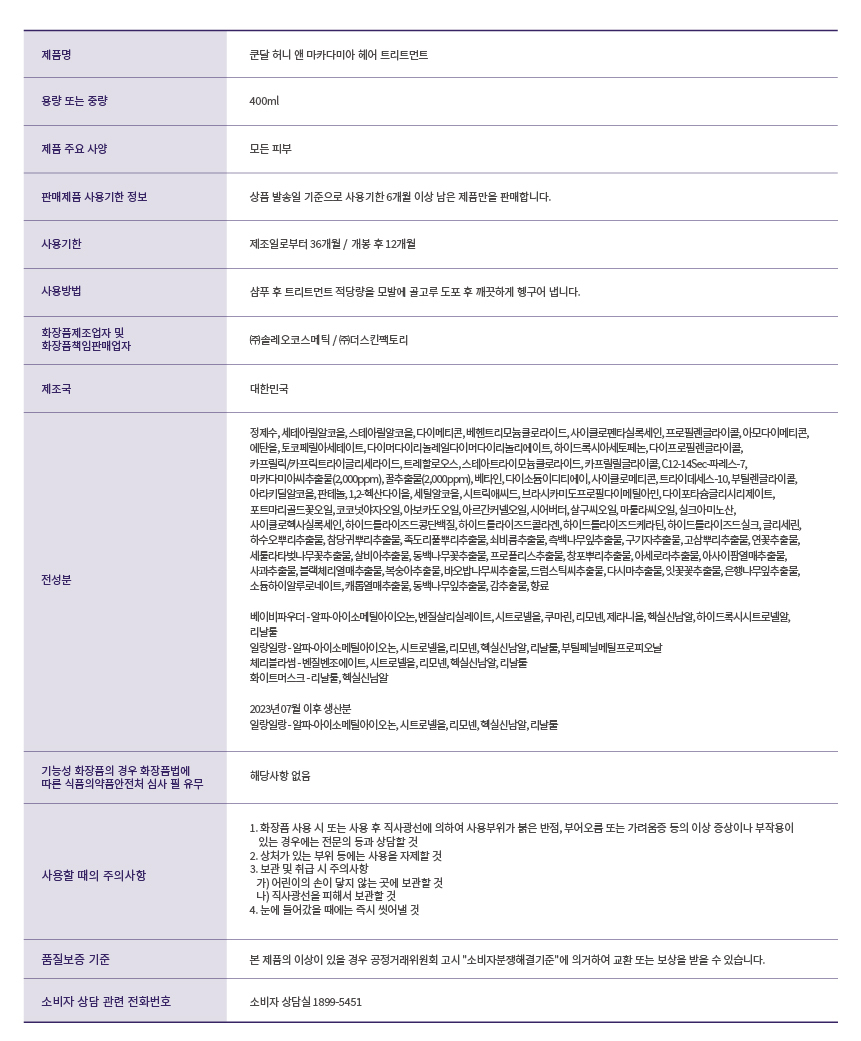 제품명
쿤달 허니 앤 마카다미아 헤어 트리트먼트
용량 또는 중량
400ml
제품 주요 사양
모든 피부
판매제품 사용기한 정보
상품 발송일 기준으로 사용기한 6개월 이상 남은 제품만을 판매합니다.
사용기한
제조일로부터 36개월 / 개봉 후 12개월
사용방법
샴푸 후 트리트먼트 적당량을 모발에 골고루 도포 후 깨끗하게 헹구어 냅니다.
화장품제조업자 및
화장품책임판매업자
㈜솔레오코스메틱 / ㈜더스킨팩토리
제조국
대한민국
전성분
정제수, 세테아릴알코올, 스테아릴알코올, 다이메티콘, 베헨트리모늄클로라이드, 사이클로펜타실록세인, 프로필렌글라이콜, 아모다이메티콘,
에탄올, 토코페릴아세테이트, 다이머다이리놀레일다이머다이리놀리에이트, 하이드록시아세토페논, 다이프로필렌글라이콜,
카프릴릭/카프릭트라이글리세라이드, 트레할로오스, 스테아트라이모늄클로라이드, 카프릴릴글라이콜, C12-14Sec-파레스-7,
마카다미아씨추출물(2,000ppm), 꿀추출물(2,000ppm), 베타인, 다이소듐이디티에이, 사이클로메티콘, 트라이데세스-10, 부틸렌글라이콜,
아라키딜알코올, 판테놀, 1,2-헥산다이올, 세틸알코올, 시트릭애씨드, 브라시카미도프로필다이메틸아민, 다이포타슘글리시리제이트,
포트마리골드꽃오일, 코코넛야자오일, 아보카도오일, 아르간커넬오일, 시어버터, 살구씨오일, 마룰라씨오일, 실크아미노산,
사이클로헥사실록세인, 하이드롤라이즈드콩단백질, 하이드롤라이즈드콜라겐, 하이드롤라이즈드케라틴, 하이드롤라이즈드실크, 글리세린,
하수오뿌리추출물, 참당귀뿌리추출물, 족도리풀뿌리추출물, 쇠비름추출물, 측백나무잎추출물, 구기자추출물, 고삼뿌리추출물, 연꽃추출물,
세룰라타벚나무꽃추출물, 살비아추출물, 동백나무꽃추출물, 프로폴리스추출물, 창포뿌리추출물, 아세로라추출물, 아사이팜열매추출물,
사과추출물, 블랙체리열매추출물, 복숭아추출물, 바오밥나무씨추출물, 드럼스틱씨추출물, 다시마추출물, 잇꽃꽃추출물, 은행나무잎추출물,
소듐하이알루로네이트, 캐롭열매추출물, 동백나무잎추출물, 감추출물, 향료
베이비파우더 - 알파-아이소메틸아이오논, 벤질살리실레이트, 시트로넬올, 쿠마린, 리모넨, 제라니올, 헥실신남알, 하이드록시시트로넬알,
리날룰
일랑일랑 - 알파-아이소메틸아이오논, 시트로넬올, 리모넨, 헥실신남알, 리날룰, 부틸페닐메틸프로피오날
체리블라썸 - 벤질벤조에이트, 시트로넬올, 리모넨, 헥실신남알, 리날룰
화이트머스크 - 리날룰, 헥실신남알
2023년 07월 이후 생산분
일랑일랑 - 알파-아이소메틸아이오논, 시트로넬올, 리모넨, 헥실신남알, 리날룰
기능성 화장품의 경우 화장품법에
따른 식품의약품안전처 심사 필 유무
해당사항 없음
사용할 때의 주의사항
1. 화장품 사용 시 또는 사용 후 직사광선에 의하여 사용부위가 붉은 반점, 부어오름 또는 가려움증 등의 이상 증상이나 부작용이
있는 경우에는 전문의 등과 상담할 것
2. 상처가 있는 부위 등에는 사용을 자제할 것
3. 보관 및 취급 시 주의사항
가) 어린이의 손이 닿지 않는 곳에 보관할 것
나) 직사광선을 피해서 보관할 것
4. 눈에 들어갔을 때에는 즉시 씻어낼 것
품질보증 기준
본 제품의 이상이 있을 경우 공정거래위원회 고시 "소비자분쟁해결기준"에 의거하여 교환 또는 보상을 받을 수 있습니다.
소비자 상담 관련 전화번호
소비자 상담실 1899-5451